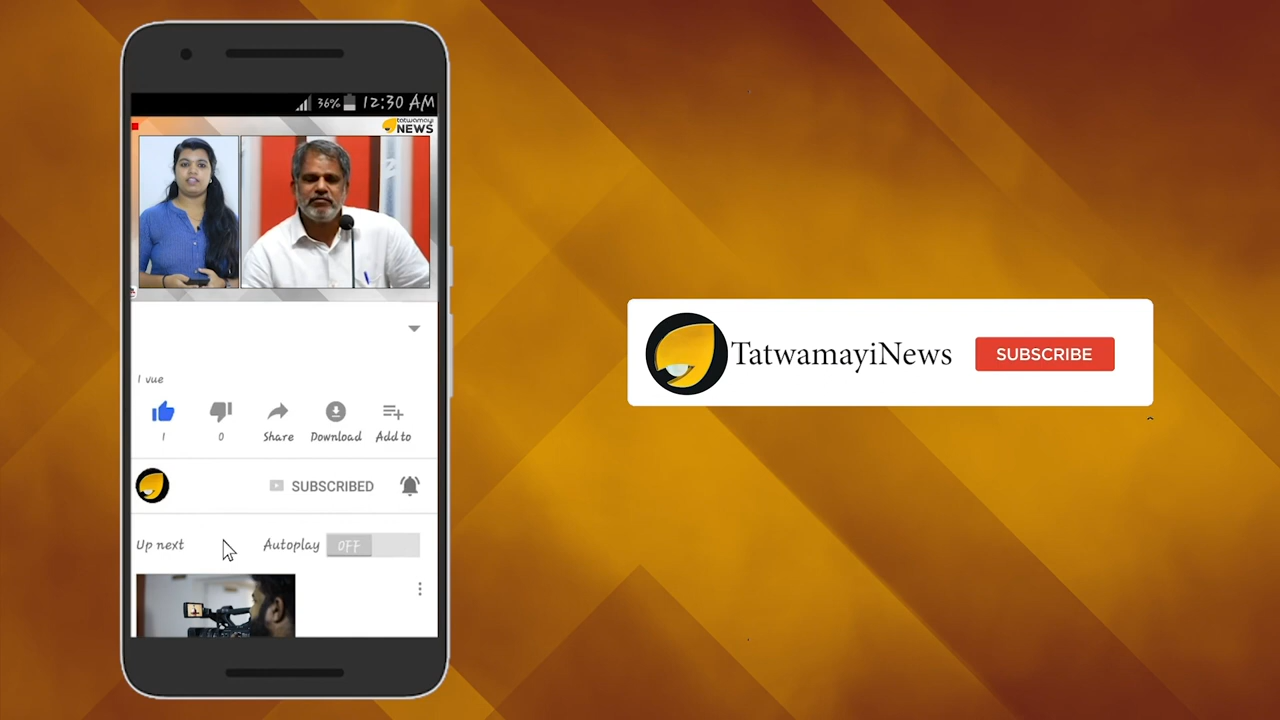 36% 12:30 AM
tatwamayi
NEWS
1 vue
1
0
Share
Download
Add to
SUBSCRIBED
Up next
Autoplay
OFF
TatwamayiNews
SUBSCRIBE